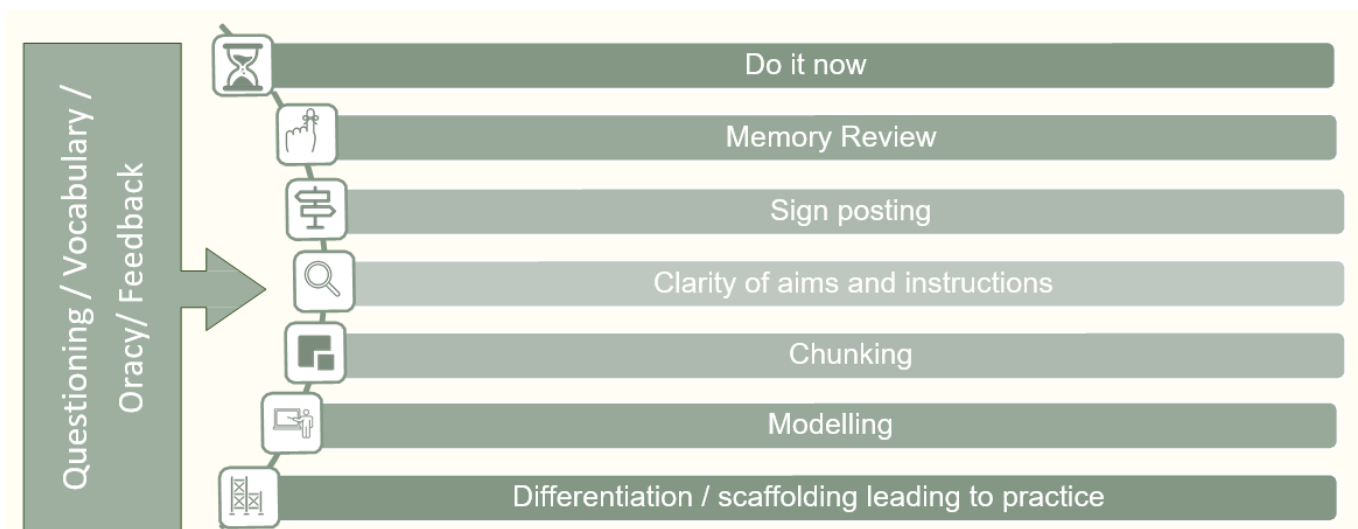 Questioning / Vocabulary /
Oracy/ Feedback
Do it now
Memory Review
Sign posting
Clarity of aims and instructions
Chunking
Modelling
Differentiation / scaffolding leading to practice